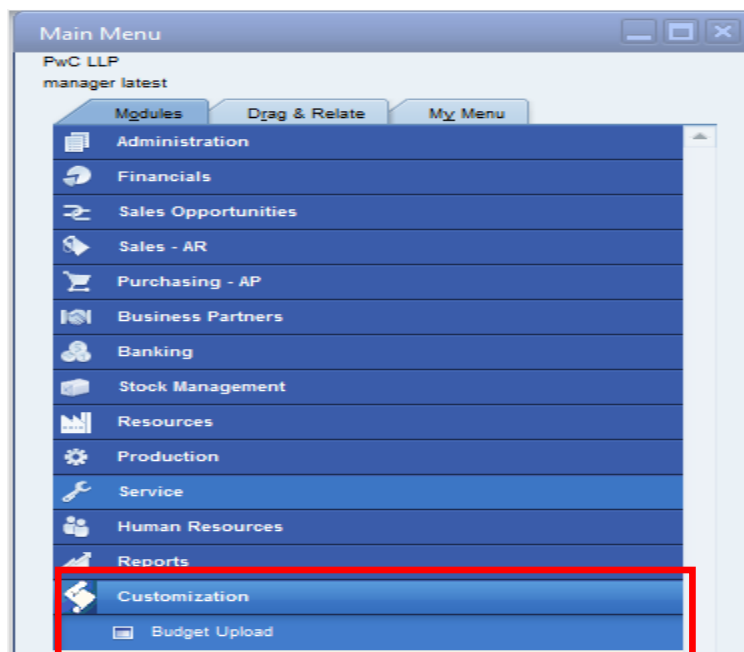 Main Menu
PwC LLP
manager latest
Modules Drag & Relate My Menu
Administration
Financials
Sales Opportunities
Sales - AR
Purchasing - AP
Business Partners
Banking
Stock Management
Resources
Production
Service
Human Resources
Reports
Customization
Budget Upload